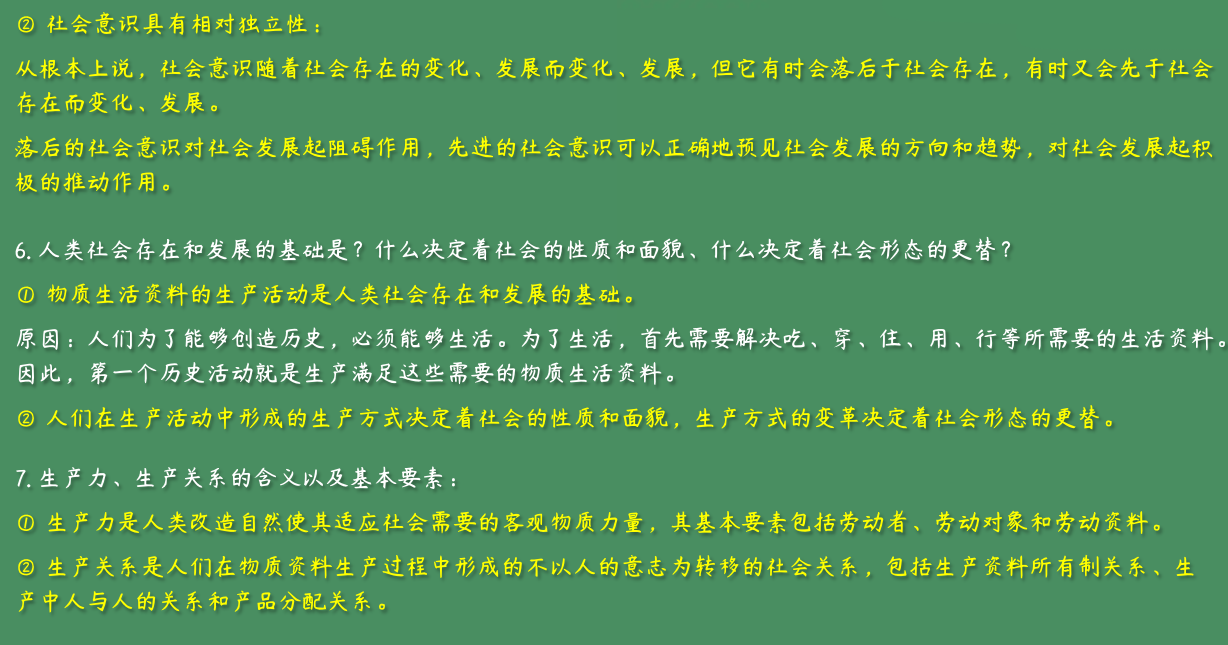 ② 社会意识具有相对独立性：
从根本上说，社会意识随着社会存在的变化、发展而变化、发展，但它有时会落后于社会存在，有时又会先于社会
存在而变化、发展。
落后的社会意识对社会发展起阻碍作用，先进的社会意识可以正确地预见社会发展的方向和趋势，对社会发展起积
极的推动作用。
6. 人类社会存在和发展的基础是？什么决定着社会的性质和面貌、什么决定着社会形态的更替？
① 物质生活资料的生产活动是人类社会存在和发展的基础。
原因：人们为了能够创造历史，必须能够生活。为了生活，首先需要解决吃、穿、住、用、行等所需要的生活资料。
因此，第一个历史活动就是生产满足这些需要的物质生活资料。
② 人们在生产活动中形成的生产方式决定着社会的性质和面貌，生产方式的变革决定着社会形态的更替。
7. 生产力、生产关系的含义以及基本要素：
① 生产力是人类改造自然使其适应社会需要的客观物质力量，其基本要素包括劳动者、劳动对象和劳动资料。
② 生产关系是人们在物质资料生产过程中形成的不以人的意志为转移的社会关系，包括生产资料所有制关系、生
产中人与人的关系和产品分配关系。